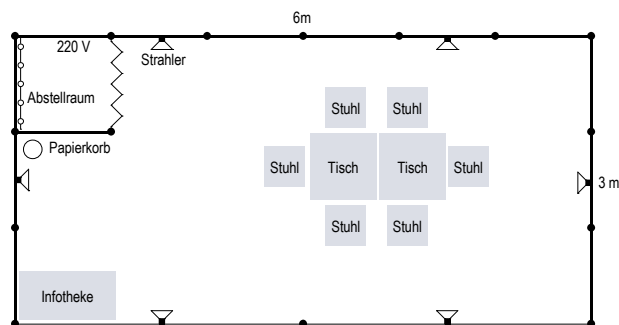 6m
220 V
Strahler
Abstellraum
Stuhl Stuhl
Papierkorb
Stuhl Tisch Tisch Stuhl
3 m
Stuhl Stuhl
Infotheke